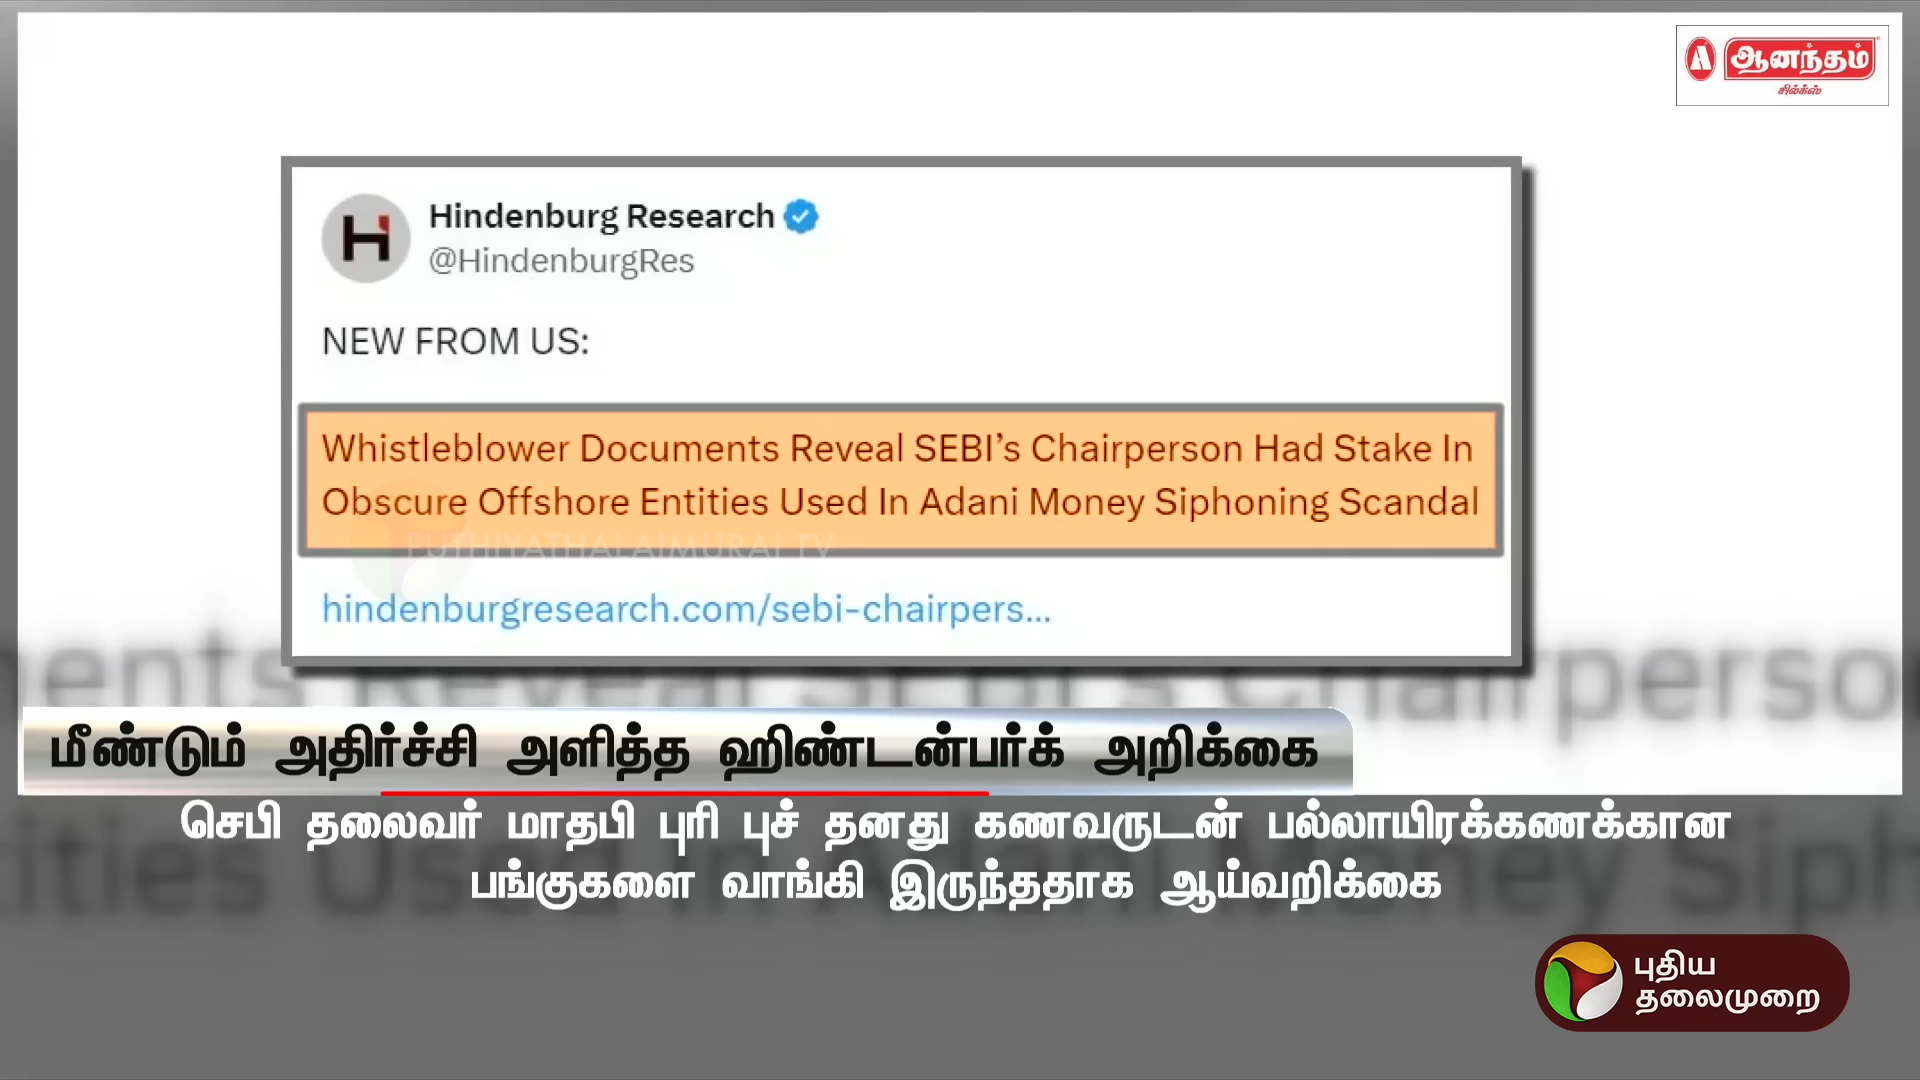 ஆனந்தம்
சில்க்ஸ்
Hindenburg Research
@HindenburgRes
NEW FROM US:
Whistleblower Documents Reveal SEBI’s Chairperson Had Stake In
Obscure Offshore Entities Used In Adani Money Siphoning Scandal
PUTHIYATHALAIMURAI TV
hindenburgresearch.com/sebi-chairpers...
மீண்டும் அதிர்ச்சி அளித்த ஹிண்டன்பர்க் அறிக்கை
செபி தலைவர் மாதபி புரி புச் தனது கணவருடன் பல்லாயிரக்கணக்கான
பங்குகளை வாங்கி இருந்ததாக ஆய்வறிக்கை
புதிய
தலைமுறை